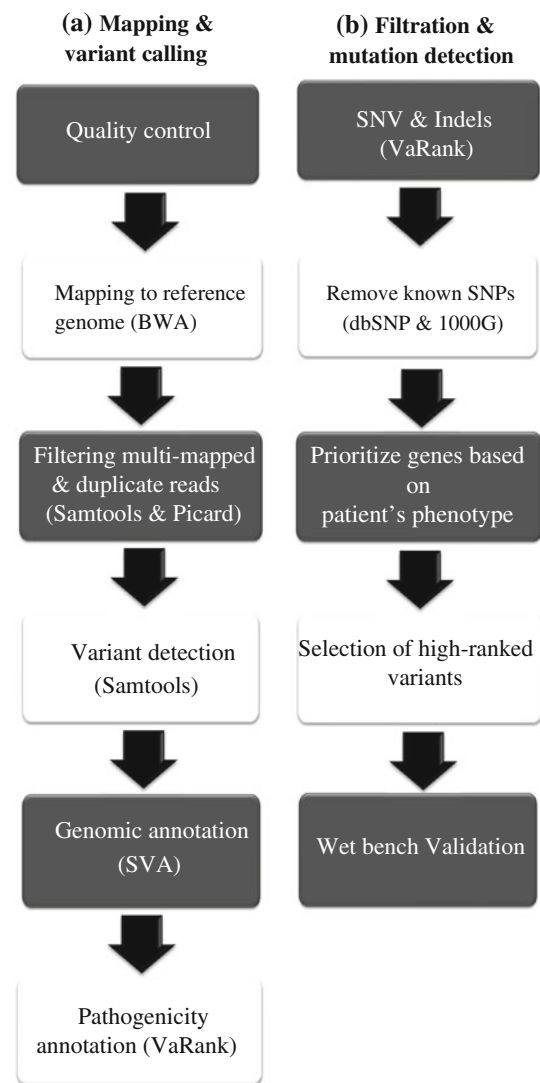 (a) Mapping &
variant calling
Quality control
Mapping to reference
genome (BWA)
Filtering multi-mapped
& duplicate reads
(Samtools & Picard)
Variant detection
(Samtools)
Genomic annotation
(SVA)
Pathogenicity
annotation (VaRank)
(b) Filtration &
mutation detection
SNV & Indels
(VaRank)
Remove known SNPs
(dbSNP & 1000G)
Prioritize genes based
on
patient's phenotype
Selection of high-ranked
variants
Wet bench Validation